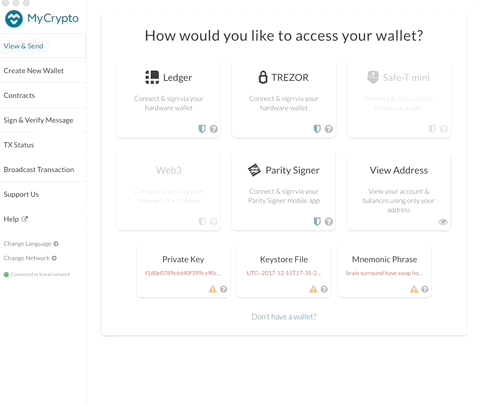 MyCrypto
View & Send
Create New Wallet
Contracts
Sign & Verify Message
TX Status
Broadcast Transaction
Support Us
Help
Change Language
Change Network
Connected to kovan network
How would you like to access your wallet?
Ledger
Connect & sign via your
hardware wallet
TREZOR
Connect & sign via your
hardware wallet
Safe-T mini
Connect & sign via your
hardware wallet
Web3
Connect & sign via your
browser or extension
Parity Signer
Connect & sign via your
Parity Signer mobile app
View Address
View your account &
balances using only your
address
Private Key
f1d0e0789c6d40f399ca90c...
Keystore File
UTC--2017-12-15T17-35-2...
Mnemonic Phrase
brain surround have swap ho...
Don't have a wallet?